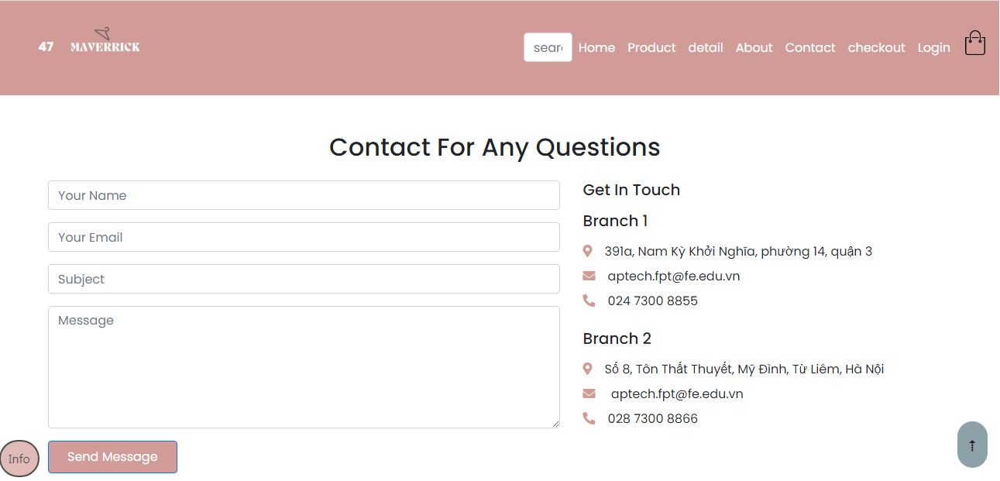 47 MAVERRICK sear Home Product detail About Contact checkout Login
Contact For Any Questions
Your Name
Your Email
Subject
Message
Send Message
Info
Get In Touch
Branch 1
391a, Nam Kỳ Khởi Nghĩa, phường 14, quận 3
aptech.fpt@fe.edu.vn
024 7300 8855
Branch 2
Số 8, Tôn Thất Thuyết, Mỹ Đình, Từ Liêm, Hà Nội
aptech.fpt@fe.edu.vn
028 7300 8866